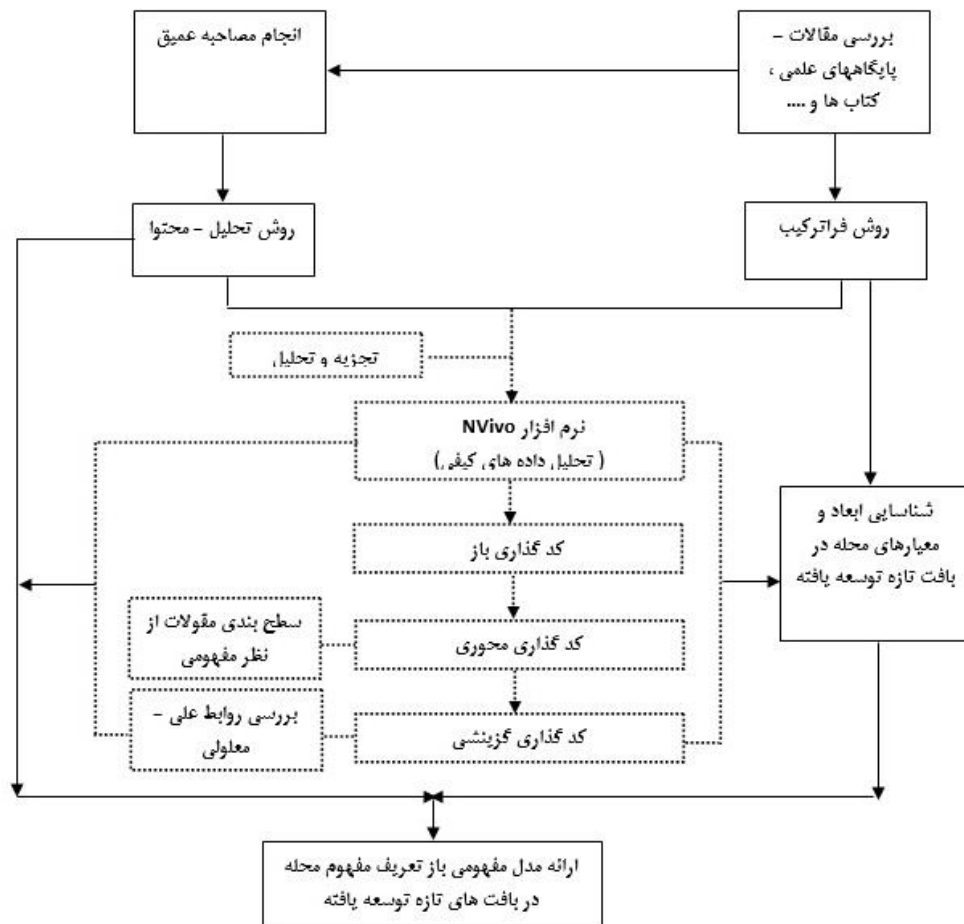 بررسی مقالات –
پایگاههای علمی ،
کتاب ها و ....
انجام مصاحبه عمیق
روش فراترکیب
روش تحلیل – محتوا
تجزیه و تحلیل
نرم افزار NVivo
( تحلیل داده های کیفی)
کد گذاری باز
شناسایی ابعاد و
معیارهای محله در
بافت تازه توسعه یافته
کد گذاری محوری
سطح بندی مقولات از
نظر مفهومی
کد گذاری گزینشی
بررسی روابط علی –
معلولی
ارائه مدل مفهومی باز تعریف مفهوم محله
در بافت های تازه توسعه یافته